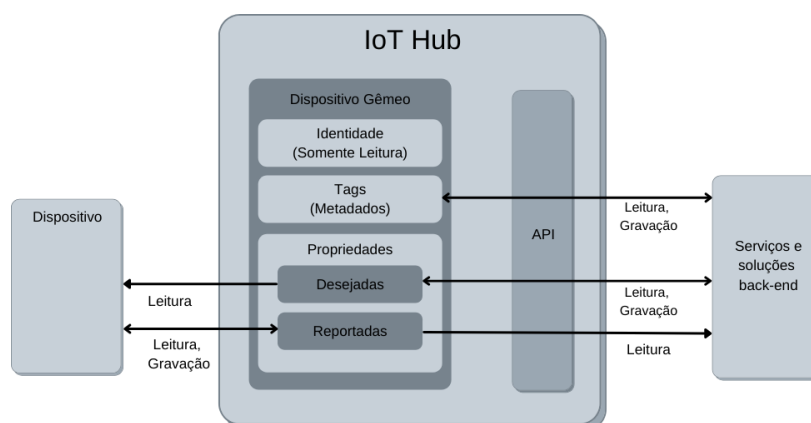 IoT Hub
Dispositivo Gêmeo
Identidade
(Somente Leitura)
Tags
(Metadados)
Propriedades
Desejadas
Reportadas
Dispositivo
Leitura
Leitura,
Gravação
API
Leitura,
Gravação
Leitura,
Gravação
Leitura
Serviços e
soluções
back-end